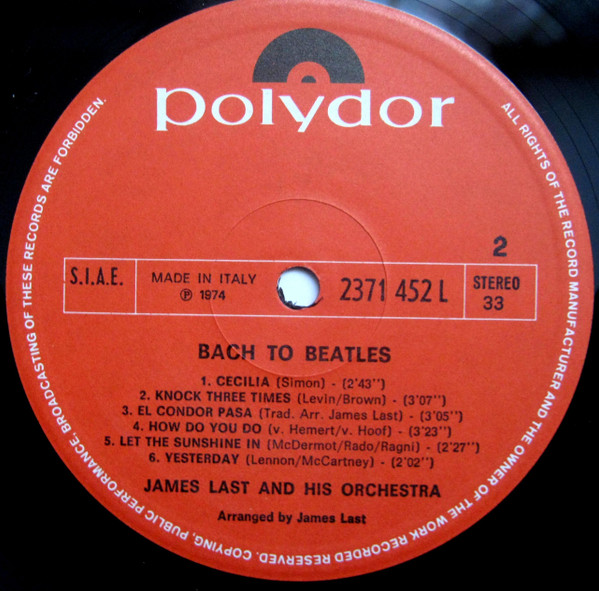 polydor
ALL RIGHTS OF THE RECORD MANUFACTURER AND THE OWNER OF THE WORK RECORDED RESERVED. COPYING, PUBLIC PERFORMANCE, BROADCASTING OF THESE RECORDS ARE FORBIDDEN.
2
S.I.A.E.
MADE IN ITALY
℗ 1974
2371 452 L
STEREO
33
BACH TO BEATLES
1. CECILIA (Simon) - (2'43'')
2. KNOCK THREE TIMES (Levin/Brown) - (3'07'')
3. EL CONDOR PASA (Trad. Arr. James Last) - (3'05'')
4. HOW DO YOU DO (v. Hemert/v. Hoof) - (3'23'')
5. LET THE SUNSHINE IN (McDermot/Rado/Ragni) - (2'27'')
6. YESTERDAY (Lennon/McCartney) - (2'02'')
JAMES LAST AND HIS ORCHESTRA
Arranged by James Last